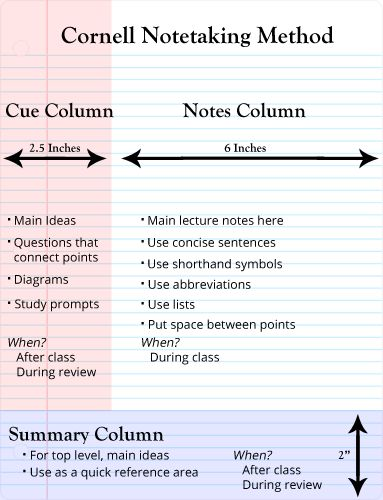 Cornell Notetaking Method
Cue Column
2.5 Inches
• Main Ideas
• Questions that
connect points
• Diagrams
• Study prompts
When?
After class
During review
Notes Column
6 Inches
• Main lecture notes here
• Use concise sentences
• Use shorthand symbols
• Use abbreviations
• Use lists
• Put space between points
When?
During class
Summary Column
• For top level, main ideas
• Use as a quick reference area
When?
After class
During review
2”